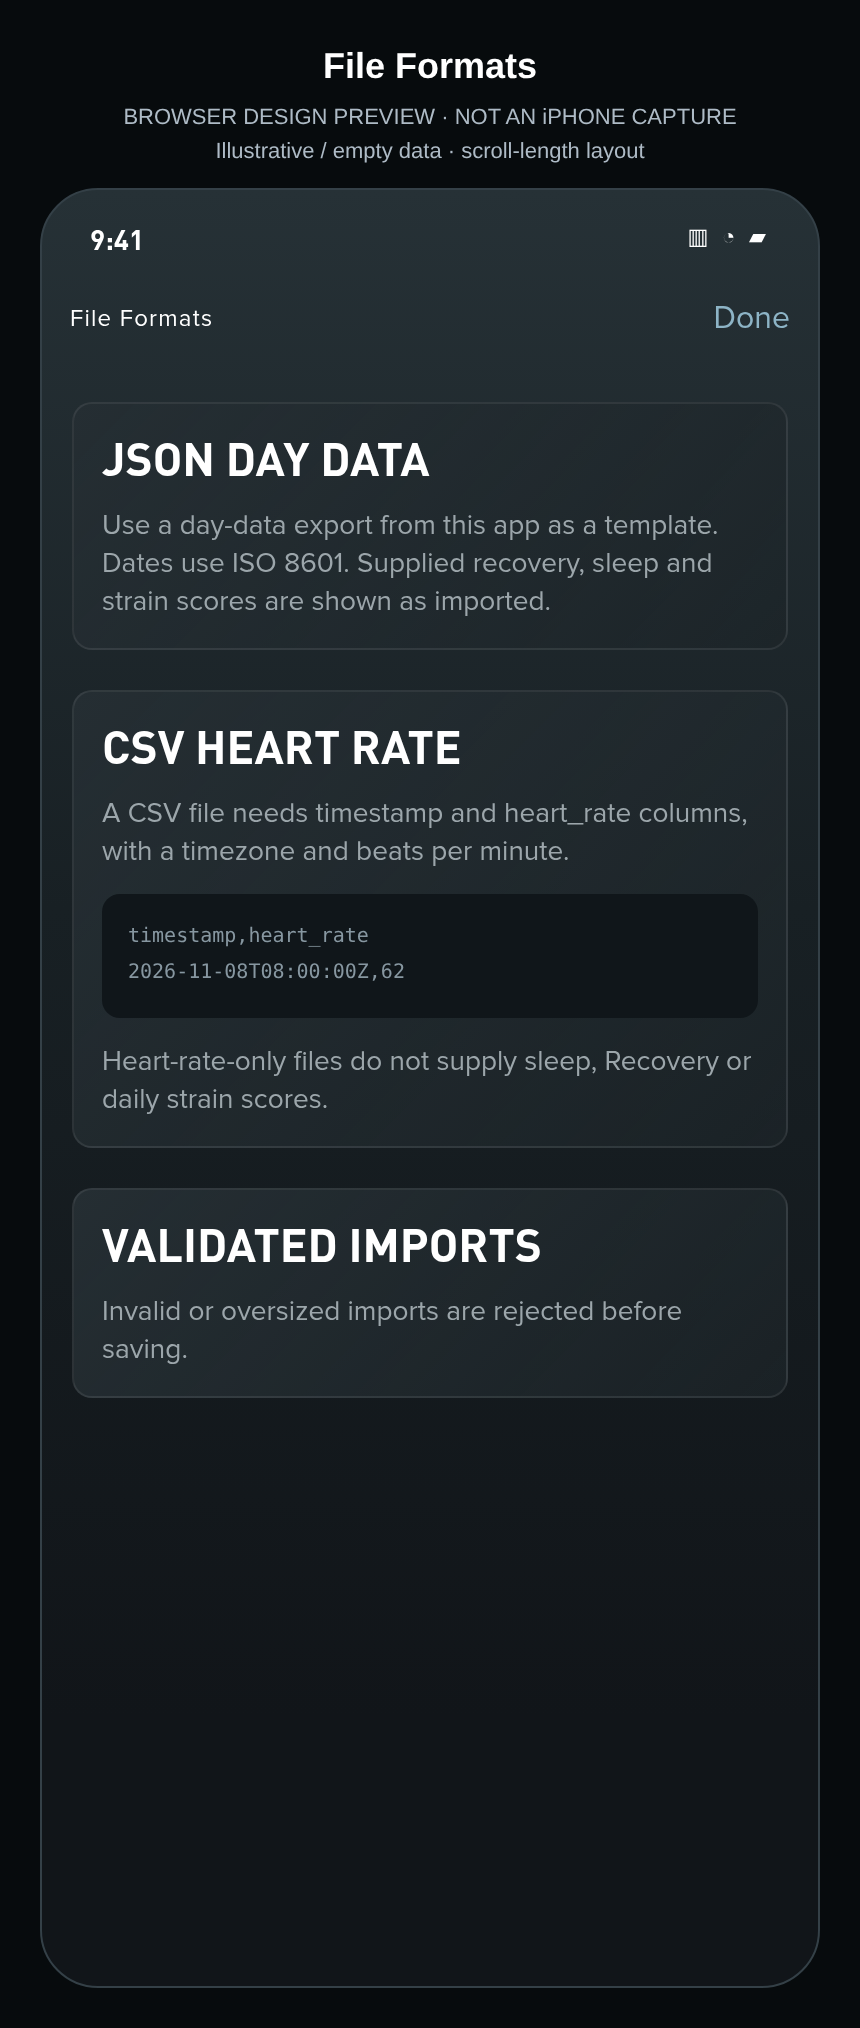 File Formats
BROWSER DESIGN PREVIEW · NOT AN iPHONE CAPTURE
Illustrative / empty data · scroll-length layout
9:41
File Formats
Done
JSON DAY DATA
Use a day-data export from this app as a template.
Dates use ISO 8601. Supplied recovery, sleep and
strain scores are shown as imported.
CSV HEART RATE
A CSV file needs timestamp and heart_rate columns,
with a timezone and beats per minute.
timestamp,heart_rate
2026-11-08T08:00:00Z,62
Heart-rate-only files do not supply sleep, Recovery or
daily strain scores.
VALIDATED IMPORTS
Invalid or oversized imports are rejected before
saving.